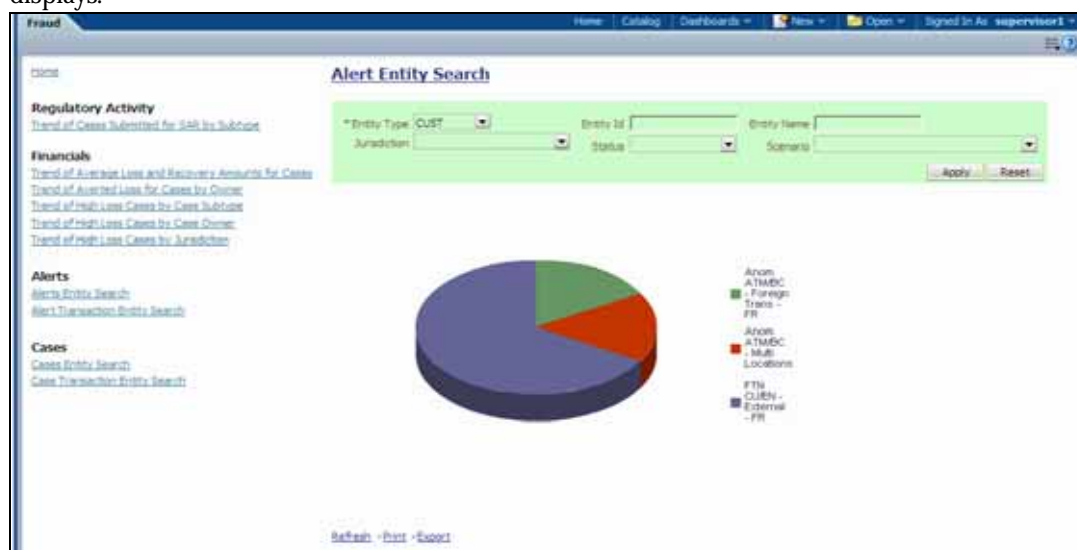 displays.
Fraud
Home Catalog Dashboards New Open Signed In As supervisor1
Home
Alert Entity Search
Regulatory Activity
Trend of Cases Submitted for SAR by Subtype
*Entity Type CUST Entity Id Entity Name
Jurisdiction Status Scenario
Apply Reset
Financials
Trend of Average Loss and Recovery Amounts for Cases
Trend of Averted Loss for Cases by Owner
Trend of High Loss Cases by Case Subtype
Trend of High Loss Cases by Case Owner
Trend of High Loss Cases by Jurisdiction
Alerts
Alerts Entity Search
Alert Transaction Entity Search
Cases
Cases Entity Search
Case Transaction Entity Search
Anom
ATM/BC
- Foreign
Trans -
FR
Anom
ATM/BC
- Multi
Locations
FTN
CU/EN -
External
- FR
Refresh - Print - Export